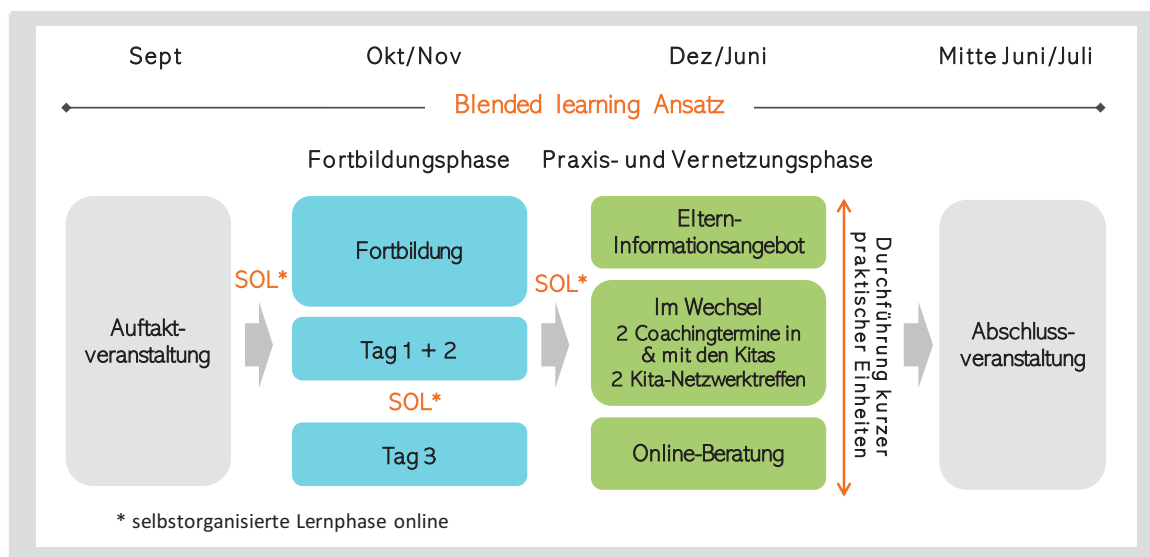 Sept
Okt/Nov
Dez/Juni
Mitte Juni/Juli
Blended learning Ansatz
Fortbildungsphase
Praxis- und Vernetzungsphase
Auftakt-
veranstaltung
SOL*
Fortbildung
Tag 1 + 2
SOL*
Tag 3
SOL*
Eltern-
Informationsangebot
Im Wechsel
2 Coachingtermine in
& mit den Kitas
2 Kita-Netzwerktreffen
Online-Beratung
Durchführung kurzer
praktischer Einheiten
Abschluss-
veranstaltung
* selbstorganisierte Lernphase online